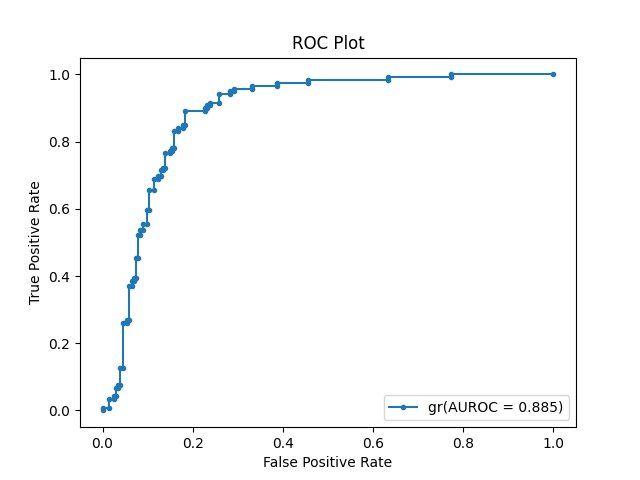 ROC Plot
1.0
0.8
0.6
0.4
0.2
0.0
True Positive Rate
gr(AUROC = 0.885)
0.0 0.2 0.4 0.6 0.8 1.0
False Positive Rate